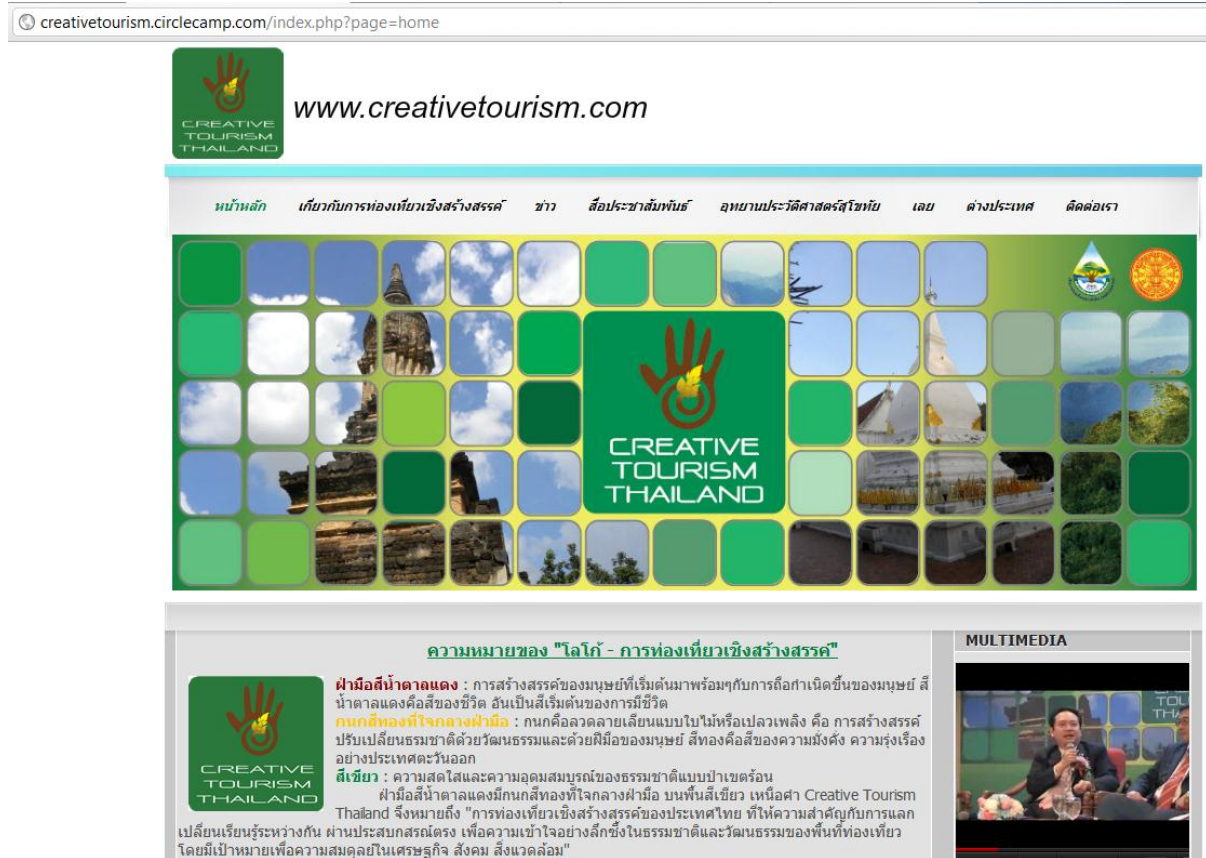 creativetourism.circlecamp.com/index.php?page=home
CREATIVE
TOURISM
THAILAND
www.creativetourism.com
หน้าหลัก เกี่ยวกับการท่องเที่ยวเชิงสร้างสรรค์ ข่าว สื่อประชาสัมพันธ์ อุทยานประวัติศาสตร์สุโขทัย เลย ต่างประเทศ ติดต่อเรา
CREATIVE
TOURISM
THAILAND
ความหมายของ "โลโก้ - การท่องเที่ยวเชิงสร้างสรรค์"
CREATIVE
TOURISM
THAILAND
ฝ่ามือสีน้ำตาลแดง : การสร้างสรรค์ของมนุษย์ที่เริ่มต้นมาพร้อมๆกับการถือกำเนิดขึ้นของมนุษย์ สี
น้ำตาลแดงคือสีของชีวิต อันเป็นสีเริ่มต้นของการมีชีวิต
กนกสีทองที่ใจกลางฝ่ามือ : กนกคือลวดลายเลียนแบบใบไม้หรือเปลวเพลิง คือ การสร้างสรรค์
ปรับเปลี่ยนธรมชาติด้วยวัฒนธรรมและด้วยฝีมือของมนุษย์ สีทองคือสีของความมั่งคั่ง ความรุ่งเรือง
อย่างประเทศตะวันออก
สีเขียว : ความสดใสและความอุดมสมบูรณ์ของธรรมชาติแบบป่าเขตร้อน
ฝ่ามือสีน้ำตาลแดงมีกนกสีทองที่ใจกลางฝ่ามือ บนพื้นสีเขียว เหนือคำ Creative Tourism
Thailand จึงหมายถึง "การท่องเที่ยวเชิงสร้างสรรค์ของประเทศไทย ที่ให้ความสำคัญกับการแลก
เปลี่ยนเรียนรู้ระหว่างกัน ผ่านประสบกสรณ์ตรง เพื่อความเข้าใจอย่างลึกซึ้งในธรรมชาติและวัฒนธรรมของพื้นที่ท่องเที่ยว
โดยมีเป้าหมายเพื่อความสมดุลย์ในเศรษฐกิจ สังคม สิ่งแวดล้อม"
MULTIMEDIA